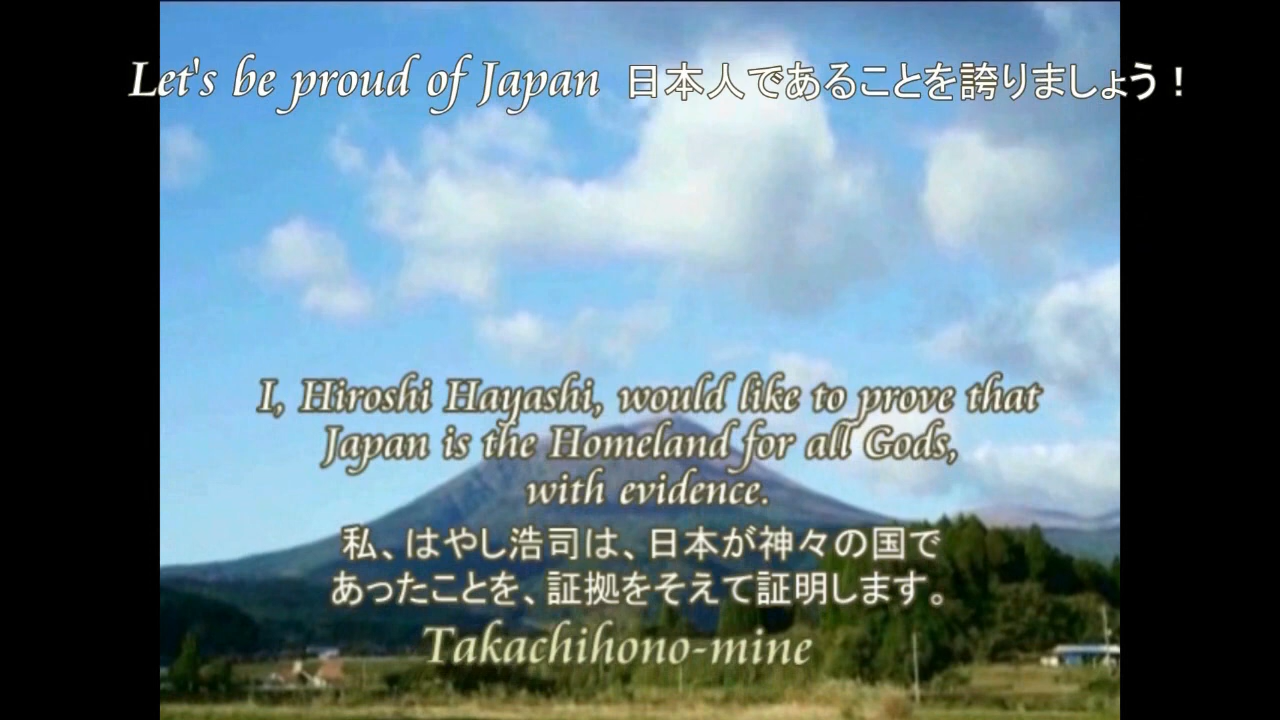 Let's be proud of Japan 日本人であることを誇りましょう！
I, Hiroshi Hayashi, would like to prove that
Japan is the Homeland for all Gods,
with evidence.
私、はやし浩司は、日本が神々の国で
あったことを、証拠をそえて証明します。
Takachihono-mine